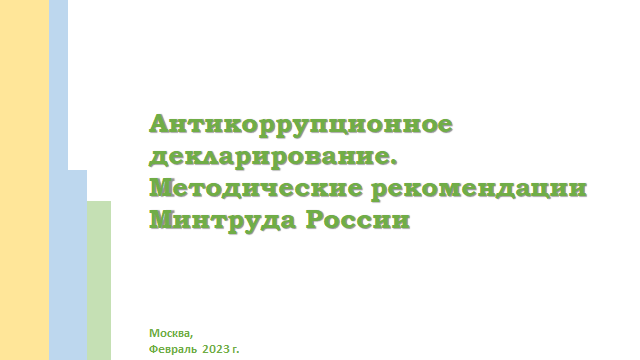 Антикоррупционное
декларирование.
Методические рекомендации
Минтруда России
Москва,
Февраль 2023 г.